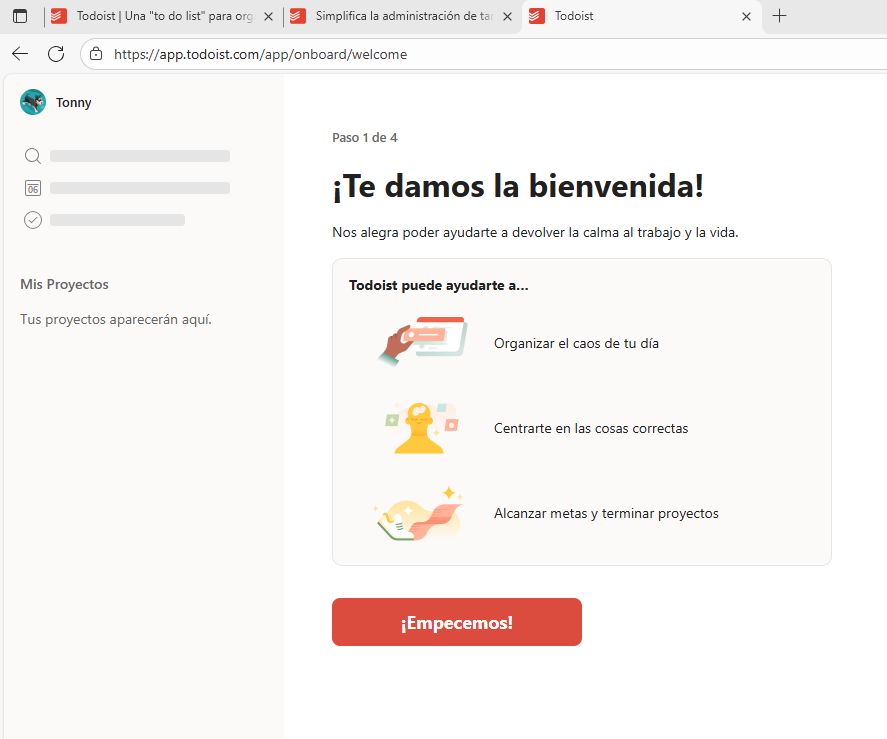 Todoist | Una "to do list" para org
Simplifica la administración de tar
Todoist
https://app.todoist.com/app/onboard/welcome
Tonny
06
Mis Proyectos
Tus proyectos aparecerán aquí.
Paso 1 de 4
¡Te damos la bienvenida!
Nos alegra poder ayudarte a devolver la calma al trabajo y la vida.
Todoist puede ayudarte a...
Organizar el caos de tu día
Centrarte en las cosas correctas
Alcanzar metas y terminar proyectos
¡Empecemos!